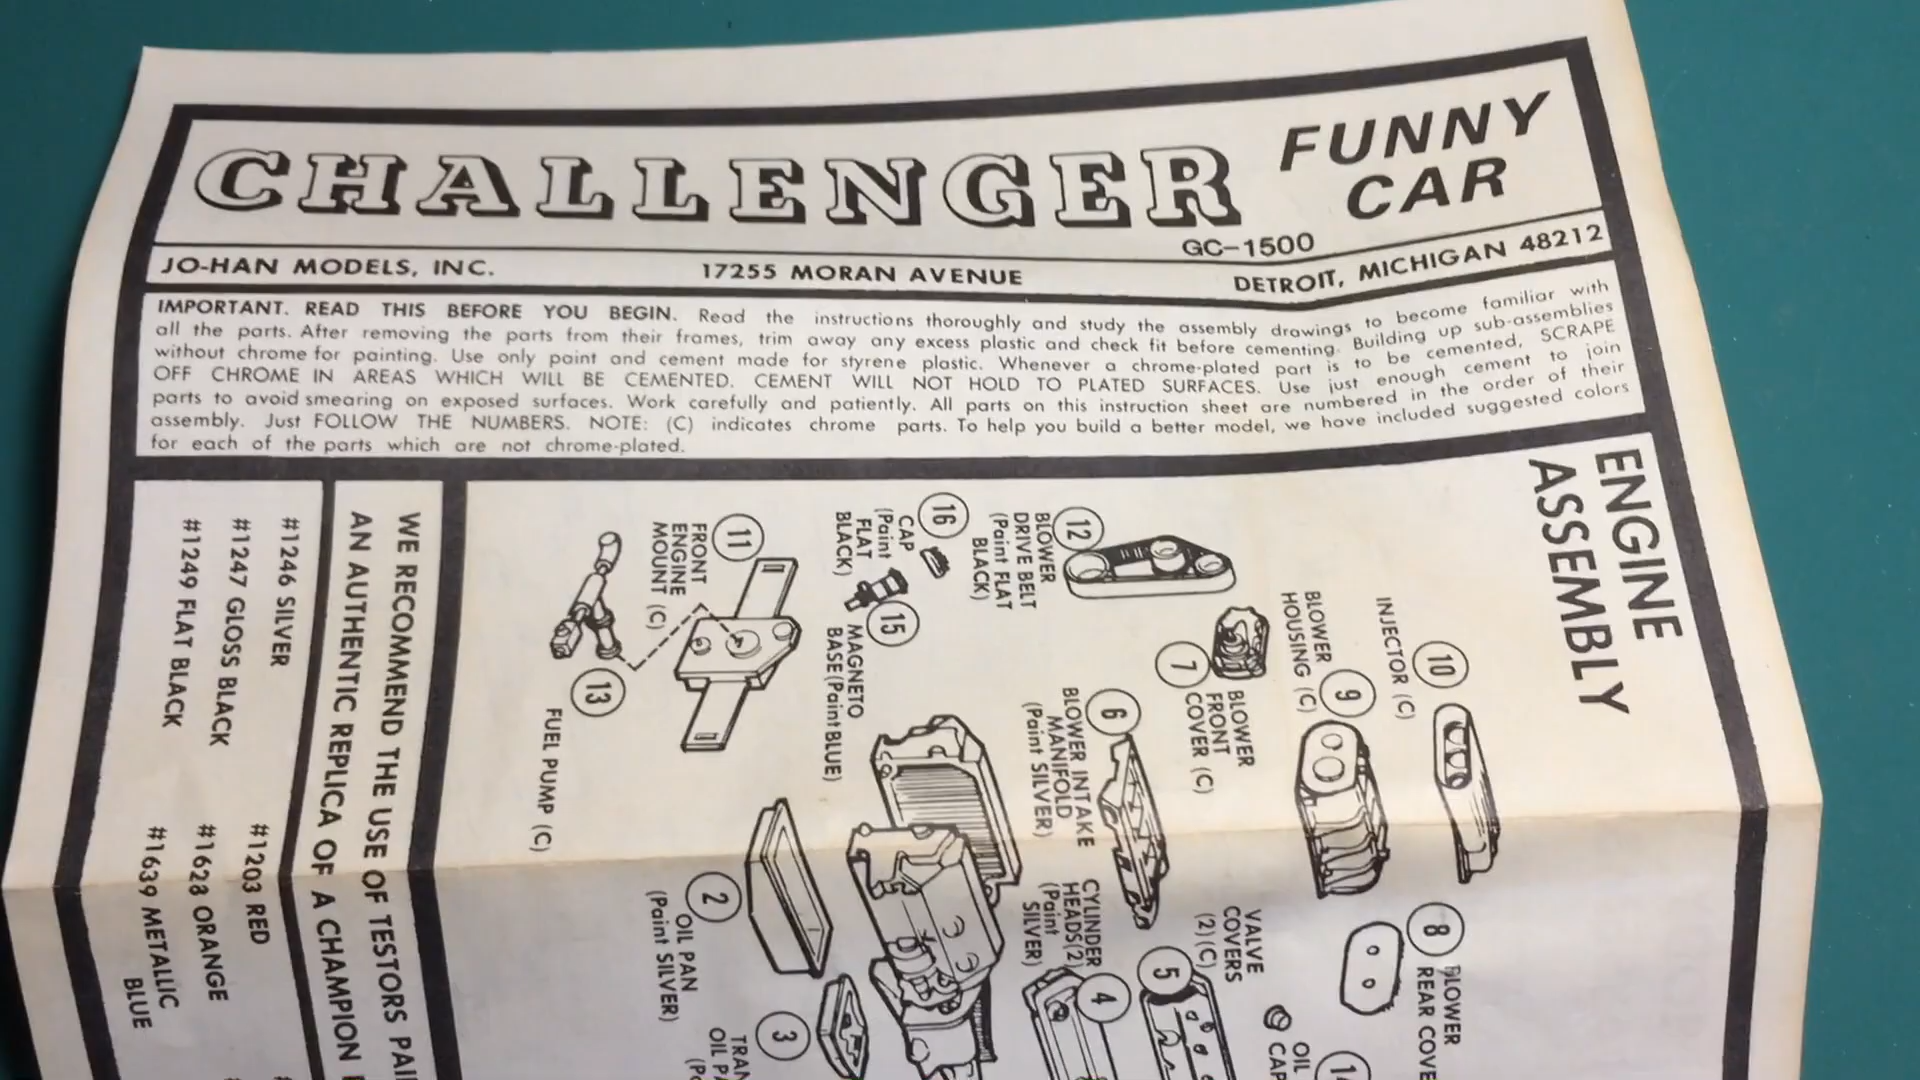 CHALLENGER
FUNNY
CAR
GC-1500
JO-HAN MODELS, INC. 17255 MORAN AVENUE DETROIT, MICHIGAN 48212
IMPORTANT. READ THIS BEFORE YOU BEGIN. Read the instructions thoroughly and study the assembly drawings to become familiar with
all the parts. After removing the parts from their frames, trim away any excess plastic and check fit before cementing. Building up sub-assemblies
without chrome for painting. Use only paint and cement made for styrene plastic. Whenever a chrome-plated part is to be cemented, SCRAPE
OFF CHROME IN AREAS WHICH WILL BE CEMENTED. CEMENT WILL NOT HOLD TO PLATED SURFACES. Use just enough cement to join
parts to avoid smearing on exposed surfaces. Work carefully and patiently. All parts on this instruction sheet are numbered in the order of their
assembly. Just FOLLOW THE NUMBERS. NOTE: (C) indicates chrome parts. To help you build a better model, we have included suggested colors
for each of the parts which are not chrome-plated.
ENGINE
ASSEMBLY
10
INJECTOR (C)
9
BLOWER
HOUSING (C)
8
BLOWER
REAR COVE
12
BLOWER
DRIVE BELT
(Paint FLAT
BLACK)
7
BLOWER
FRONT
COVER (C)
6
BLOWER INTAKE
MANIFOLD
(Paint SILVER)
VALVE
COVERS
(2)(C)
5
OIL
CAP
14
CYLINDER
HEADS(2)
(Paint
SILVER)
4
16
CAP
(Paint
FLAT
BLACK)
15
MAGNETO
BASE(Paint BLUE)
11
FRONT
ENGINE
MOUNT (C)
13
FUEL PUMP (C)
2
OIL PAN
(Paint SILVER)
3
TRAN
OIL PA
WE RECOMMEND THE USE OF TESTORS PAI
AN AUTHENTIC REPLICA OF A CHAMPION
#1246 SILVER
#1247 GLOSS BLACK
#1249 FLAT BLACK
#1203 RED
#1628 ORANGE
#1639 METALLIC
BLUE